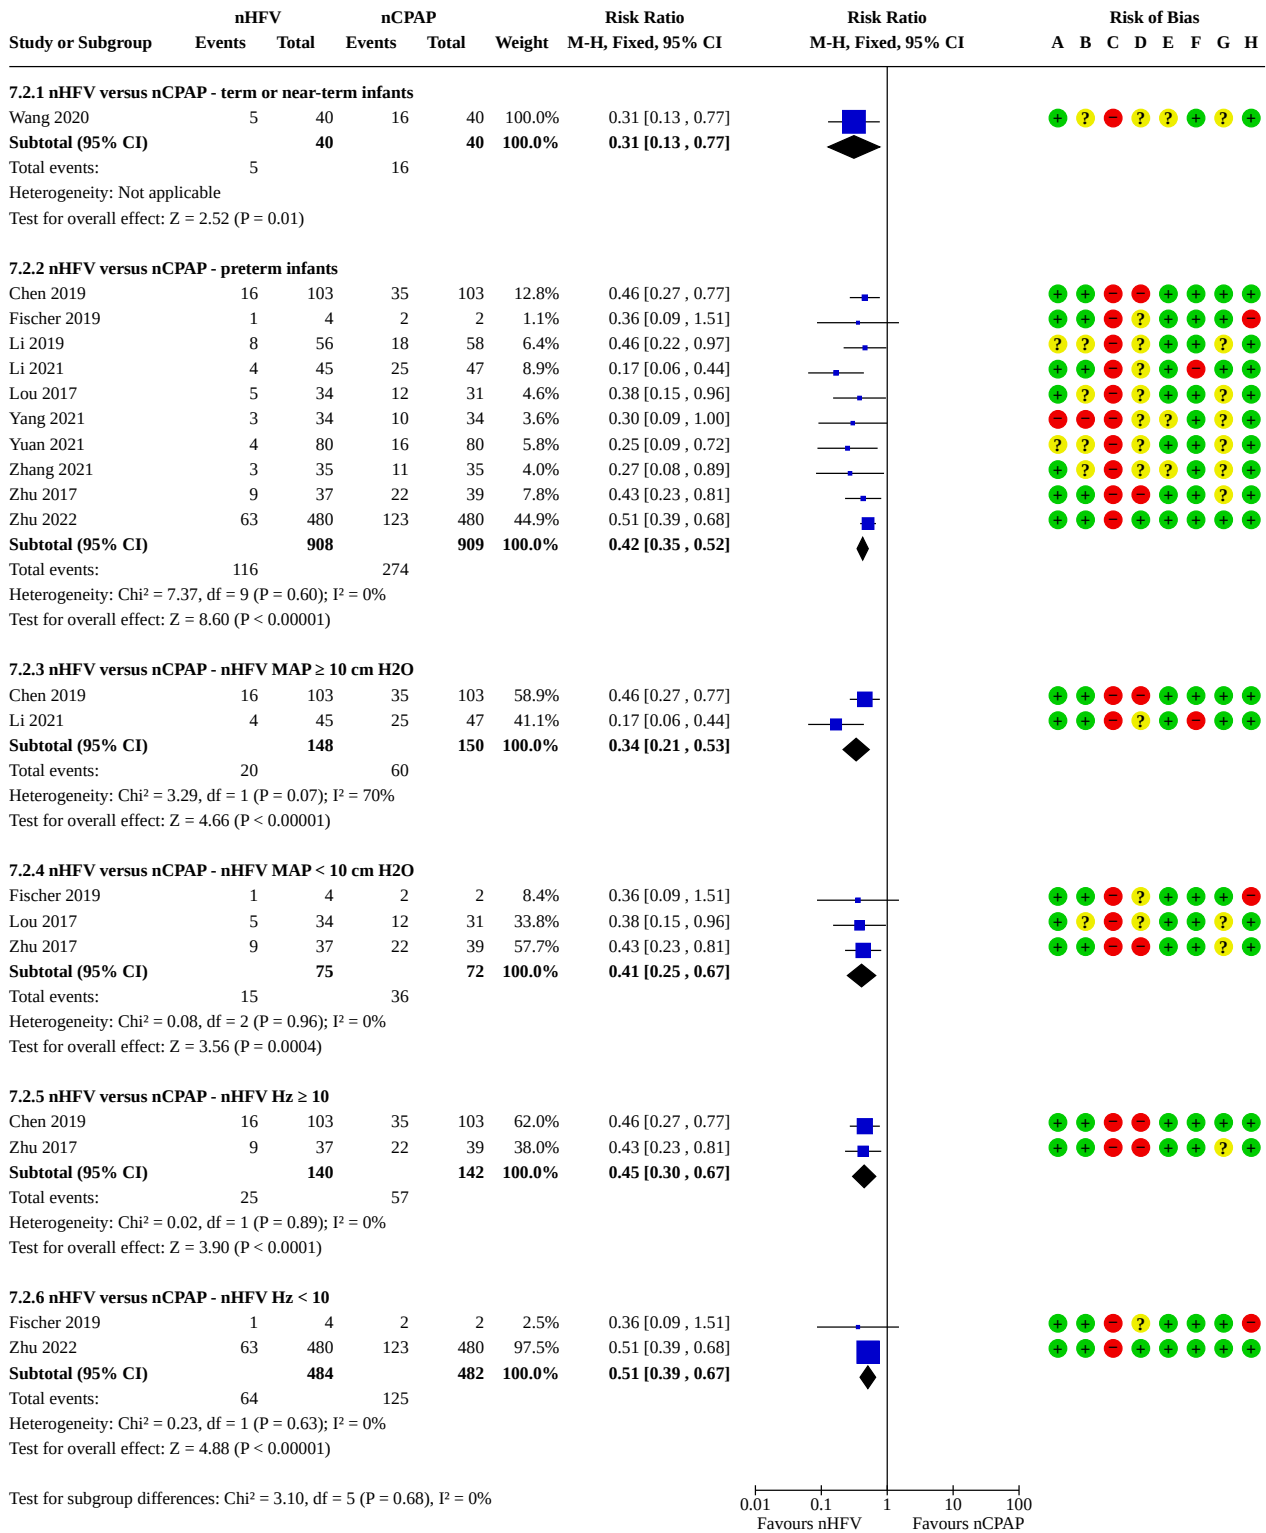 nHFV nCPAP Risk Ratio Risk Ratio Risk of Bias
Study or Subgroup Events Total Events Total Weight M-H, Fixed, 95% CI M-H, Fixed, 95% CI A B C D E F G H
7.2.1 nHFV versus nCPAP - term or near-term infants
Wang 2020 5 40 16 40 100.0% 0.31 [0.13 , 0.77] + ? − ? ? + ? +
Subtotal (95% CI) 40 40 100.0% 0.31 [0.13 , 0.77]
Total events: 5 16
Heterogeneity: Not applicable
Test for overall effect: Z = 2.52 (P = 0.01)
7.2.2 nHFV versus nCPAP - preterm infants
Chen 2019 16 103 35 103 12.8% 0.46 [0.27 , 0.77] + + − − + + + +
Fischer 2019 1 4 2 2 1.1% 0.36 [0.09 , 1.51] + + − ? + + + −
Li 2019 8 56 18 58 6.4% 0.46 [0.22 , 0.97] ? ? − ? + + ? +
Li 2021 4 45 25 47 8.9% 0.17 [0.06 , 0.44] + + − ? + − + +
Lou 2017 5 34 12 31 4.6% 0.38 [0.15 , 0.96] + ? − ? + + ? +
Yang 2021 3 34 10 34 3.6% 0.30 [0.09 , 1.00] − − − ? ? + ? +
Yuan 2021 4 80 16 80 5.8% 0.25 [0.09 , 0.72] ? ? − ? + + ? +
Zhang 2021 3 35 11 35 4.0% 0.27 [0.08 , 0.89] + ? − ? ? + ? +
Zhu 2017 9 37 22 39 7.8% 0.43 [0.23 , 0.81] + + − − + + ? +
Zhu 2022 63 480 123 480 44.9% 0.51 [0.39 , 0.68] + + − + + + + +
Subtotal (95% CI) 908 909 100.0% 0.42 [0.35 , 0.52]
Total events: 116 274
Heterogeneity: Chi² = 7.37, df = 9 (P = 0.60); I² = 0%
Test for overall effect: Z = 8.60 (P < 0.00001)
7.2.3 nHFV versus nCPAP - nHFV MAP ≥ 10 cm H2O
Chen 2019 16 103 35 103 58.9% 0.46 [0.27 , 0.77] + + − − + + + +
Li 2021 4 45 25 47 41.1% 0.17 [0.06 , 0.44] + + − ? + − + +
Subtotal (95% CI) 148 150 100.0% 0.34 [0.21 , 0.53]
Total events: 20 60
Heterogeneity: Chi² = 3.29, df = 1 (P = 0.07); I² = 70%
Test for overall effect: Z = 4.66 (P < 0.00001)
7.2.4 nHFV versus nCPAP - nHFV MAP < 10 cm H2O
Fischer 2019 1 4 2 2 8.4% 0.36 [0.09 , 1.51] + + − ? + + + −
Lou 2017 5 34 12 31 33.8% 0.38 [0.15 , 0.96] + ? − ? + + ? +
Zhu 2017 9 37 22 39 57.7% 0.43 [0.23 , 0.81] + + − − + + ? +
Subtotal (95% CI) 75 72 100.0% 0.41 [0.25 , 0.67]
Total events: 15 36
Heterogeneity: Chi² = 0.08, df = 2 (P = 0.96); I² = 0%
Test for overall effect: Z = 3.56 (P = 0.0004)
7.2.5 nHFV versus nCPAP - nHFV Hz ≥ 10
Chen 2019 16 103 35 103 62.0% 0.46 [0.27 , 0.77] + + − − + + + +
Zhu 2017 9 37 22 39 38.0% 0.43 [0.23 , 0.81] + + − − + + ? +
Subtotal (95% CI) 140 142 100.0% 0.45 [0.30 , 0.67]
Total events: 25 57
Heterogeneity: Chi² = 0.02, df = 1 (P = 0.89); I² = 0%
Test for overall effect: Z = 3.90 (P < 0.0001)
7.2.6 nHFV versus nCPAP - nHFV Hz < 10
Fischer 2019 1 4 2 2 2.5% 0.36 [0.09 , 1.51] + + − ? + + + −
Zhu 2022 63 480 123 480 97.5% 0.51 [0.39 , 0.68] + + − + + + + +
Subtotal (95% CI) 484 482 100.0% 0.51 [0.39 , 0.67]
Total events: 64 125
Heterogeneity: Chi² = 0.23, df = 1 (P = 0.63); I² = 0%
Test for overall effect: Z = 4.88 (P < 0.00001)
Test for subgroup differences: Chi² = 3.10, df = 5 (P = 0.68), I² = 0%
0.01 0.1 1 10 100
Favours nHFV Favours nCPAP